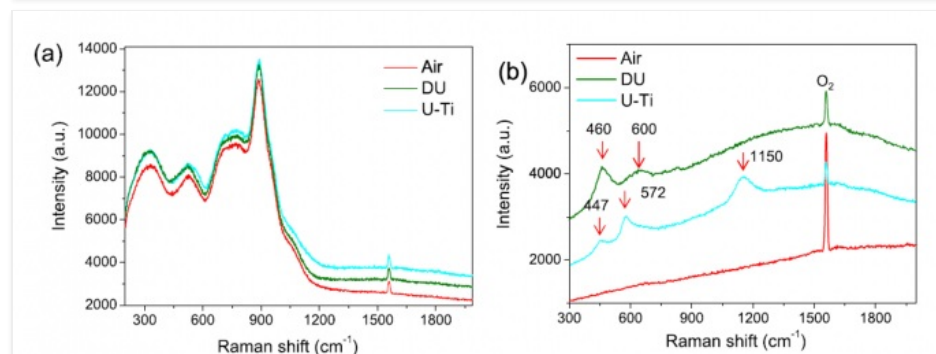 (a)
14000
12000
10000
8000
6000
4000
2000
Intensity (a.u.)
Air
DU
U-Ti
300 600 900 1200 1500 1800
Raman shift (cm⁻¹)
(b)
6000
4000
2000
Intensity (a.u.)
Air
DU
U-Ti
O₂
460 600
1150
447 572
300 600 900 1200 1500 1800
Raman shift (cm⁻¹)